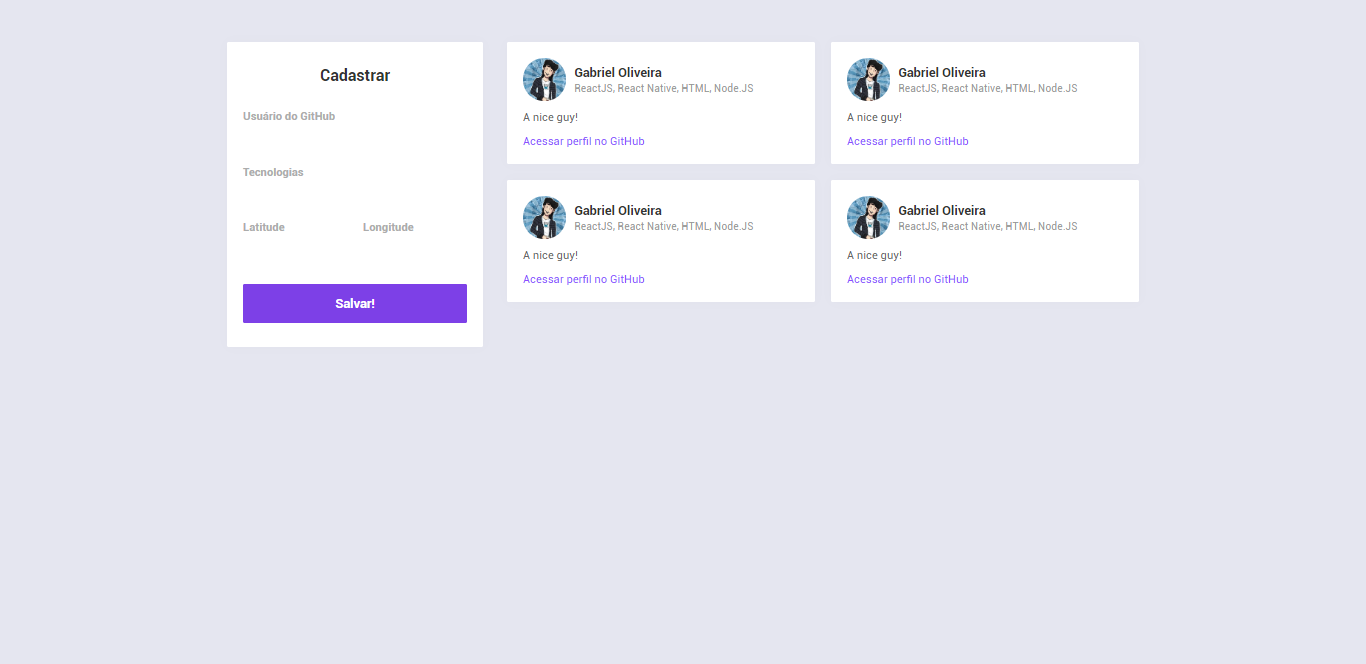 Cadastrar
Usuário do GitHub
Tecnologias
Latitude
Longitude
Salvar!
Gabriel Oliveira
ReactJS, React Native, HTML, Node.JS
A nice guy!
Acessar perfil no GitHub
Gabriel Oliveira
ReactJS, React Native, HTML, Node.JS
A nice guy!
Acessar perfil no GitHub
Gabriel Oliveira
ReactJS, React Native, HTML, Node.JS
A nice guy!
Acessar perfil no GitHub
Gabriel Oliveira
ReactJS, React Native, HTML, Node.JS
A nice guy!
Acessar perfil no GitHub